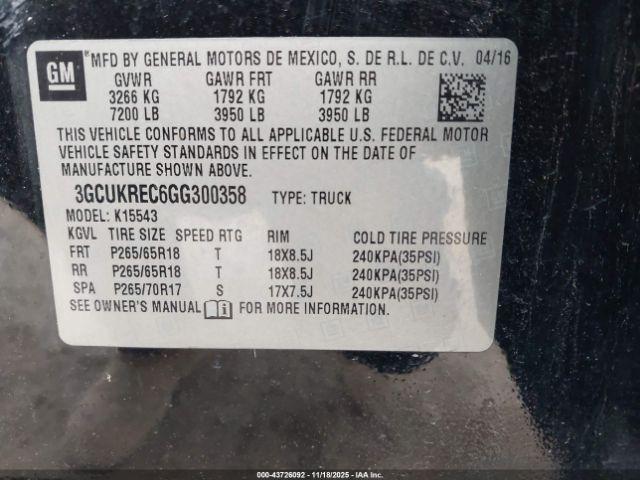 GM
MFD BY GENERAL MOTORS DE MEXICO, S. DE R.L. DE C.V. 04/16
GVWR GAWR FRT GAWR RR
3266 KG 1792 KG 1792 KG
7200 LB 3950 LB 3950 LB
THIS VEHICLE CONFORMS TO ALL APPLICABLE U.S. FEDERAL MOTOR
VEHICLE SAFETY STANDARDS IN EFFECT ON THE DATE OF
MANUFACTURE SHOWN ABOVE.
3GCUKREC6GG300358 TYPE: TRUCK
MODEL: K15543
KGVL TIRE SIZE SPEED RTG RIM COLD TIRE PRESSURE
FRT P265/65R18 T 18X8.5J 240KPA(35PSI)
RR P265/65R18 T 18X8.5J 240KPA(35PSI)
SPA P265/70R17 S 17X7.5J 240KPA(35PSI)
SEE OWNER'S MANUAL FOR MORE INFORMATION.
000-43726092 - 11/18/2025 - IAAI.com/ca